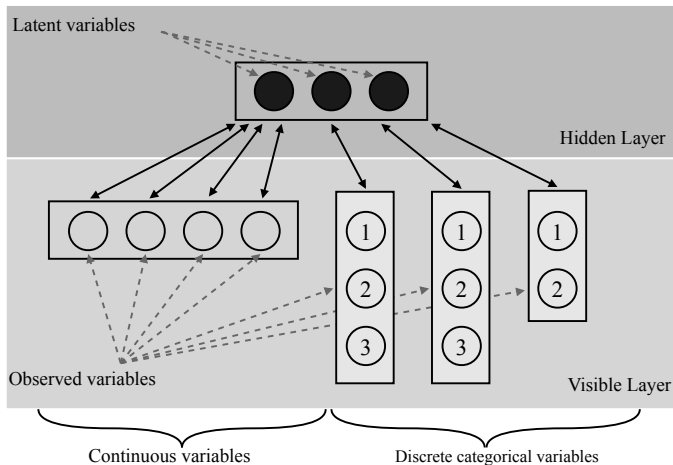 Latent variables
Hidden Layer
1 1 1
2 2 2
3 3
Observed variables
Visible Layer
Continuous variables
Discrete categorical variables